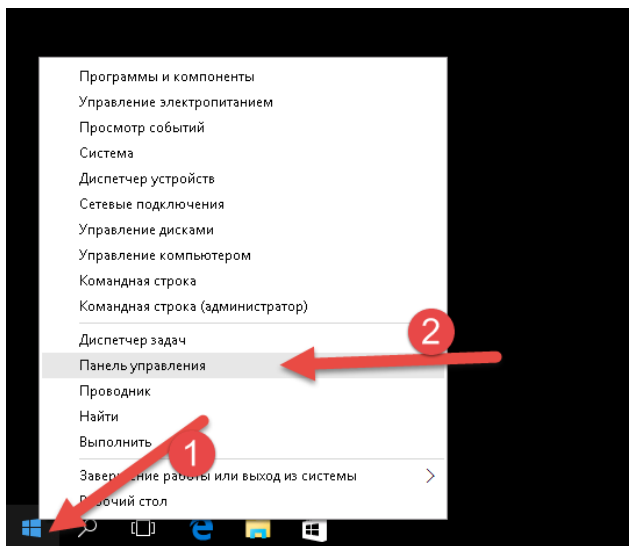 Программы и компоненты
Управление электропитанием
Просмотр событий
Система
Диспетчер устройств
Сетевые подключения
Управление дисками
Управление компьютером
Командная строка
Командная строка (администратор)
Диспетчер задач
2
Панель управления
Проводник
Найти
Выполнить
1
Завершение работы или выход из системы
Рабочий стол